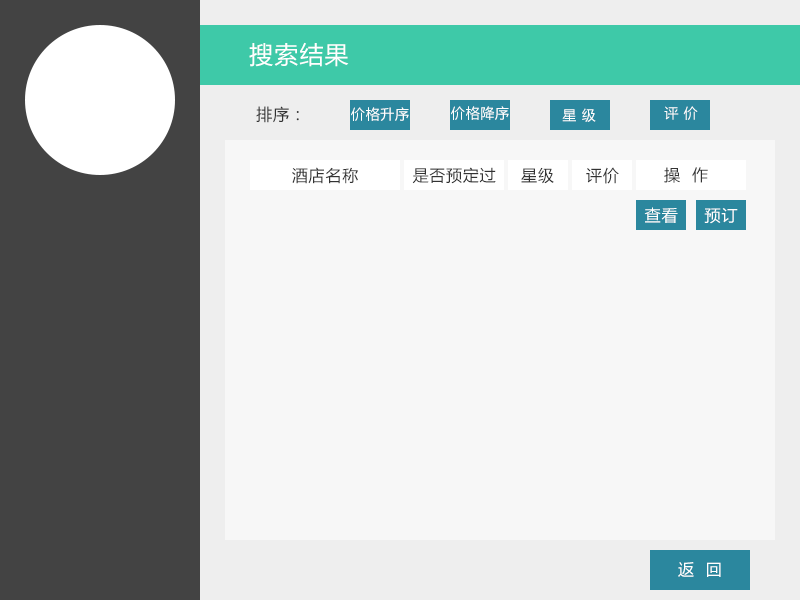 搜索结果
排序： 价格升序 价格降序 星 级 评 价
酒店名称 是否预定过 星级 评价 操 作
查看 预订
返 回